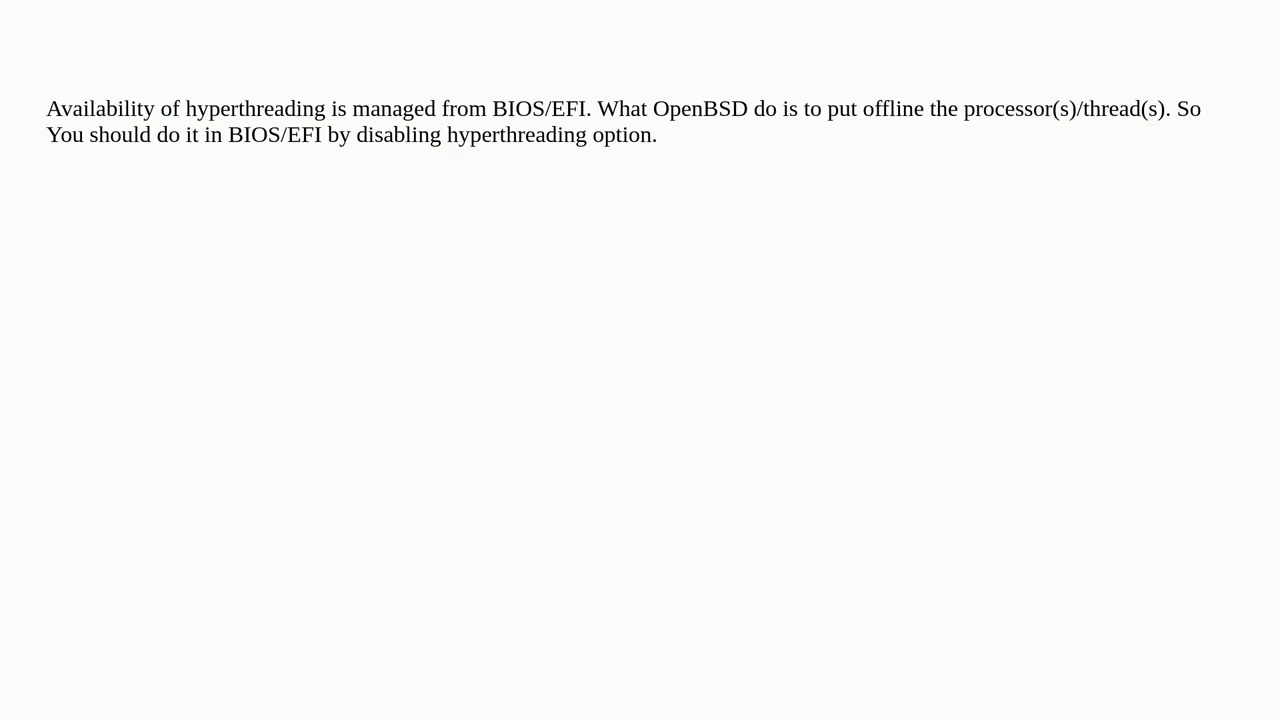 Availability of hyperthreading is managed from BIOS/EFI. What OpenBSD do is to put offline the processor(s)/thread(s). So
You should do it in BIOS/EFI by disabling hyperthreading option.